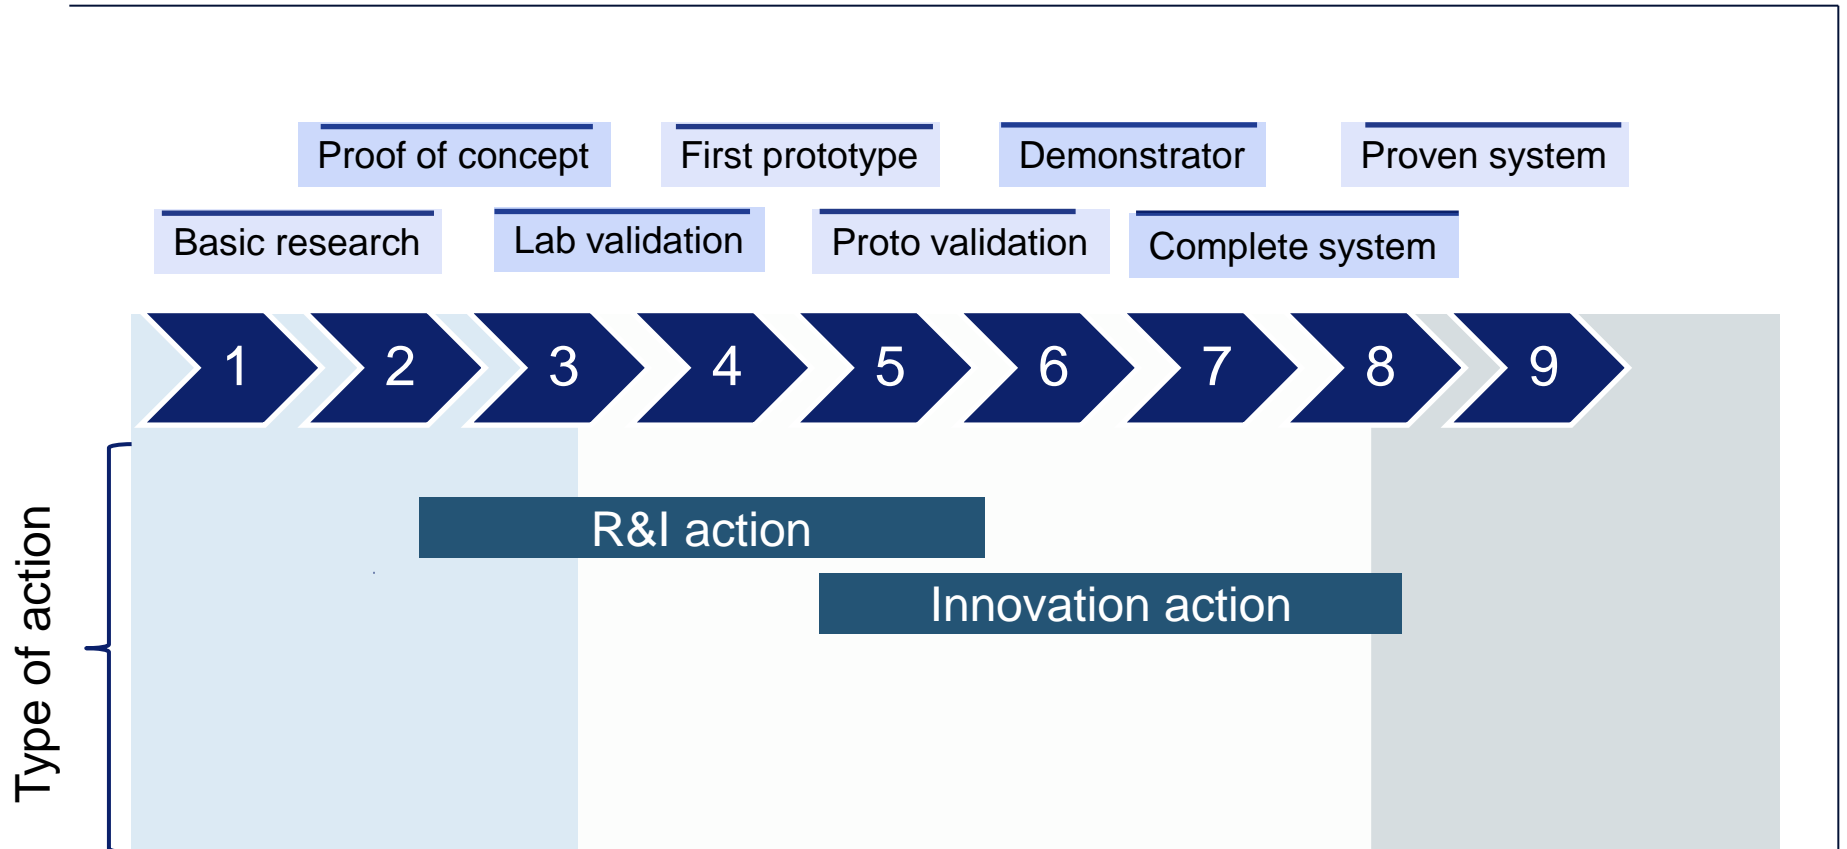 Proof of concept
First prototype
Demonstrator
Proven system
Basic research
Lab validation
Proto validation
Complete system
1
2
3
4
5
6
7
8
9
Type of action
R&I action
Innovation action